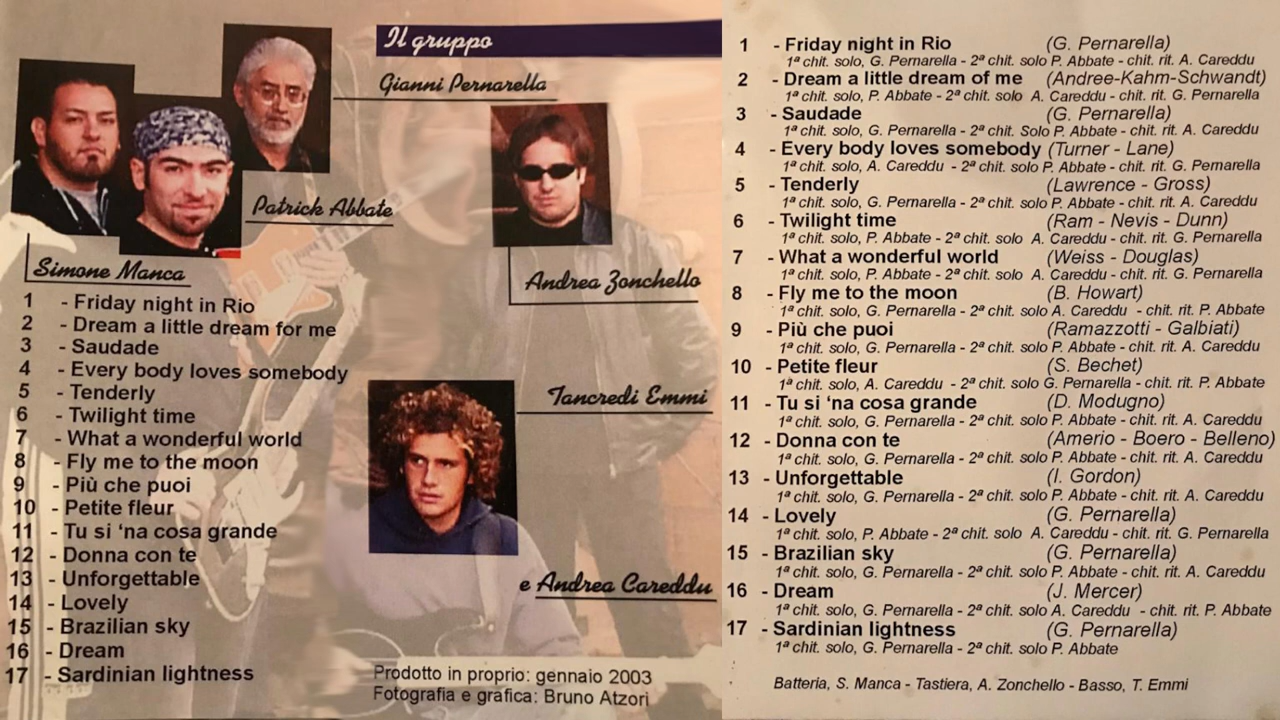 Il gruppo
Gianni Pernarella
Patrick Abbate
Simone Manca
Andrea Zonchello
Tancredi Emmi
e Andrea Careddu
1 - Friday night in Rio
2 - Dream a little dream for me
3 - Saudade
4 - Every body loves somebody
5 - Tenderly
6 - Twilight time
7 - What a wonderful world
8 - Fly me to the moon
9 - Più che puoi
10 - Petite fleur
11 - Tu si ‘na cosa grande
12 - Donna con te
13 - Unforgettable
14 - Lovely
15 - Brazilian sky
16 - Dream
17 - Sardinian lightness
Prodotto in proprio: gennaio 2003
Fotografia e grafica: Bruno Atzori
1 - Friday night in Rio (G. Pernarella)
1ª chit. solo, G. Pernarella - 2ª chit. solo P. Abbate - chit. rit. A. Careddu
2 - Dream a little dream of me (Andree-Kahm-Schwandt)
1ª chit. solo, P. Abbate - 2ª chit. solo A. Careddu - chit. rit. G. Pernarella
3 - Saudade (G. Pernarella)
1ª chit. solo, G. Pernarella - 2ª chit. Solo P. Abbate - chit. rit. A. Careddu
4 - Every body loves somebody (Turner - Lane)
1ª chit. solo, A. Careddu - 2ª chit. solo P. Abbate - chit. rit. G. Pernarella
5 - Tenderly (Lawrence - Gross)
1ª chit. solo, G. Pernarella - 2ª chit. solo P. Abbate - chit. rit. A. Careddu
6 - Twilight time (Ram - Nevis - Dunn)
1ª chit. solo, P. Abbate - 2ª chit. solo A. Careddu - chit. rit. G. Pernarella
7 - What a wonderful world (Weiss - Douglas)
1ª chit. solo, P. Abbate - 2ª chit. solo A. Careddu - chit. rit. G. Pernarella
8 - Fly me to the moon (B. Howart)
1ª chit. solo, G. Pernarella - 2ª chit. solo A. Careddu - chit. rit. P. Abbate
9 - Più che puoi (Ramazzotti - Galbiati)
1ª chit. solo, G. Pernarella - 2ª chit. solo P. Abbate - chit. rit. A. Careddu
10 - Petite fleur (S. Bechet)
1ª chit. solo, A. Careddu - 2ª chit. solo G. Pernarella - chit. rit. P. Abbate
11 - Tu si ‘na cosa grande (D. Modugno)
1ª chit. solo, G. Pernarella - 2ª chit. solo P. Abbate - chit. rit. A. Careddu
12 - Donna con te (Amerio - Boero - Belleno)
1ª chit. solo, G. Pernarella - 2ª chit. solo P. Abbate - chit. rit. A. Careddu
13 - Unforgettable (I. Gordon)
1ª chit. solo, G. Pernarella - 2ª chit. solo P. Abbate - chit. rit. A. Careddu
14 - Lovely (G. Pernarella)
1ª chit. solo, P. Abbate - 2ª chit. solo A. Careddu - chit. rit. G. Pernarella
15 - Brazilian sky (G. Pernarella)
1ª chit. solo, G. Pernarella - 2ª chit. solo P. Abbate - chit. rit. A. Careddu
16 - Dream (J. Mercer)
1ª chit. solo, G. Pernarella - 2ª chit. solo A. Careddu - chit. rit. P. Abbate
17 - Sardinian lightness (G. Pernarella)
1ª chit. solo, G. Pernarella - 2ª chit. solo P. Abbate
Batteria, S. Manca - Tastiera, A. Zonchello - Basso, T. Emmi